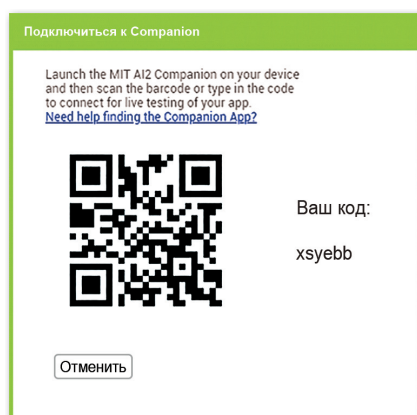 Подключиться к Companion
Launch the MIT AI2 Companion on your device
and then scan the barcode or type in the code
to connect for live testing of your app.
Need help finding the Companion App?
Ваш код:
xsyebb
Отменить